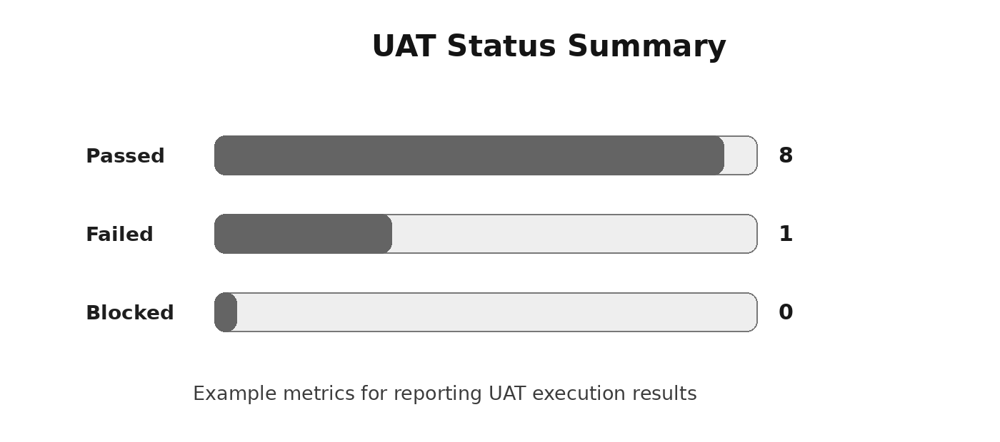 UAT Status Summary
Passed 8
Failed 1
Blocked 0
Example metrics for reporting UAT execution results